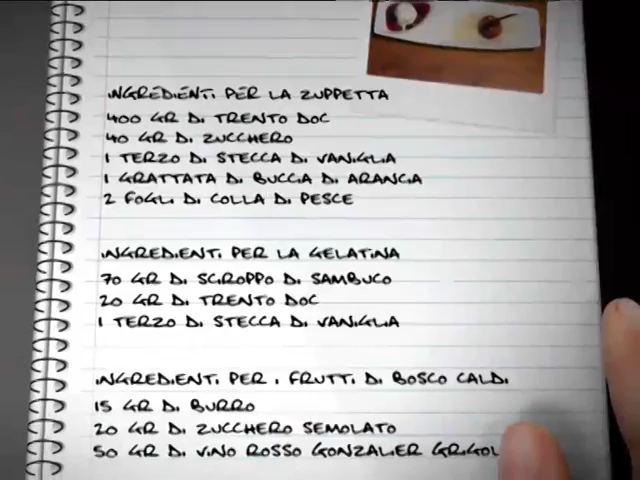 INGREDIENTI PER LA ZUPPETTA
400 GR DI TRENTO DOC
40 GR DI ZUCCHERO
1 TERZO DI STECCA DI VANIGLIA
1 GRATTATA DI BUCCIA DI ARANCIA
2 FOGLI DI COLLA DI PESCE
INGREDIENTI PER LA GELATINA
70 GR DI SCIROPPO DI SAMBUCO
20 GR DI TRENTO DOC
1 TERZO DI STECCA DI VANIGLIA
INGREDIENTI PER I FRUTTI DI BOSCO CALDI
15 GR DI BURRO
20 GR DI ZUCCHERO SEMOLATO
50 GR DI VINO ROSSO GONZALIER